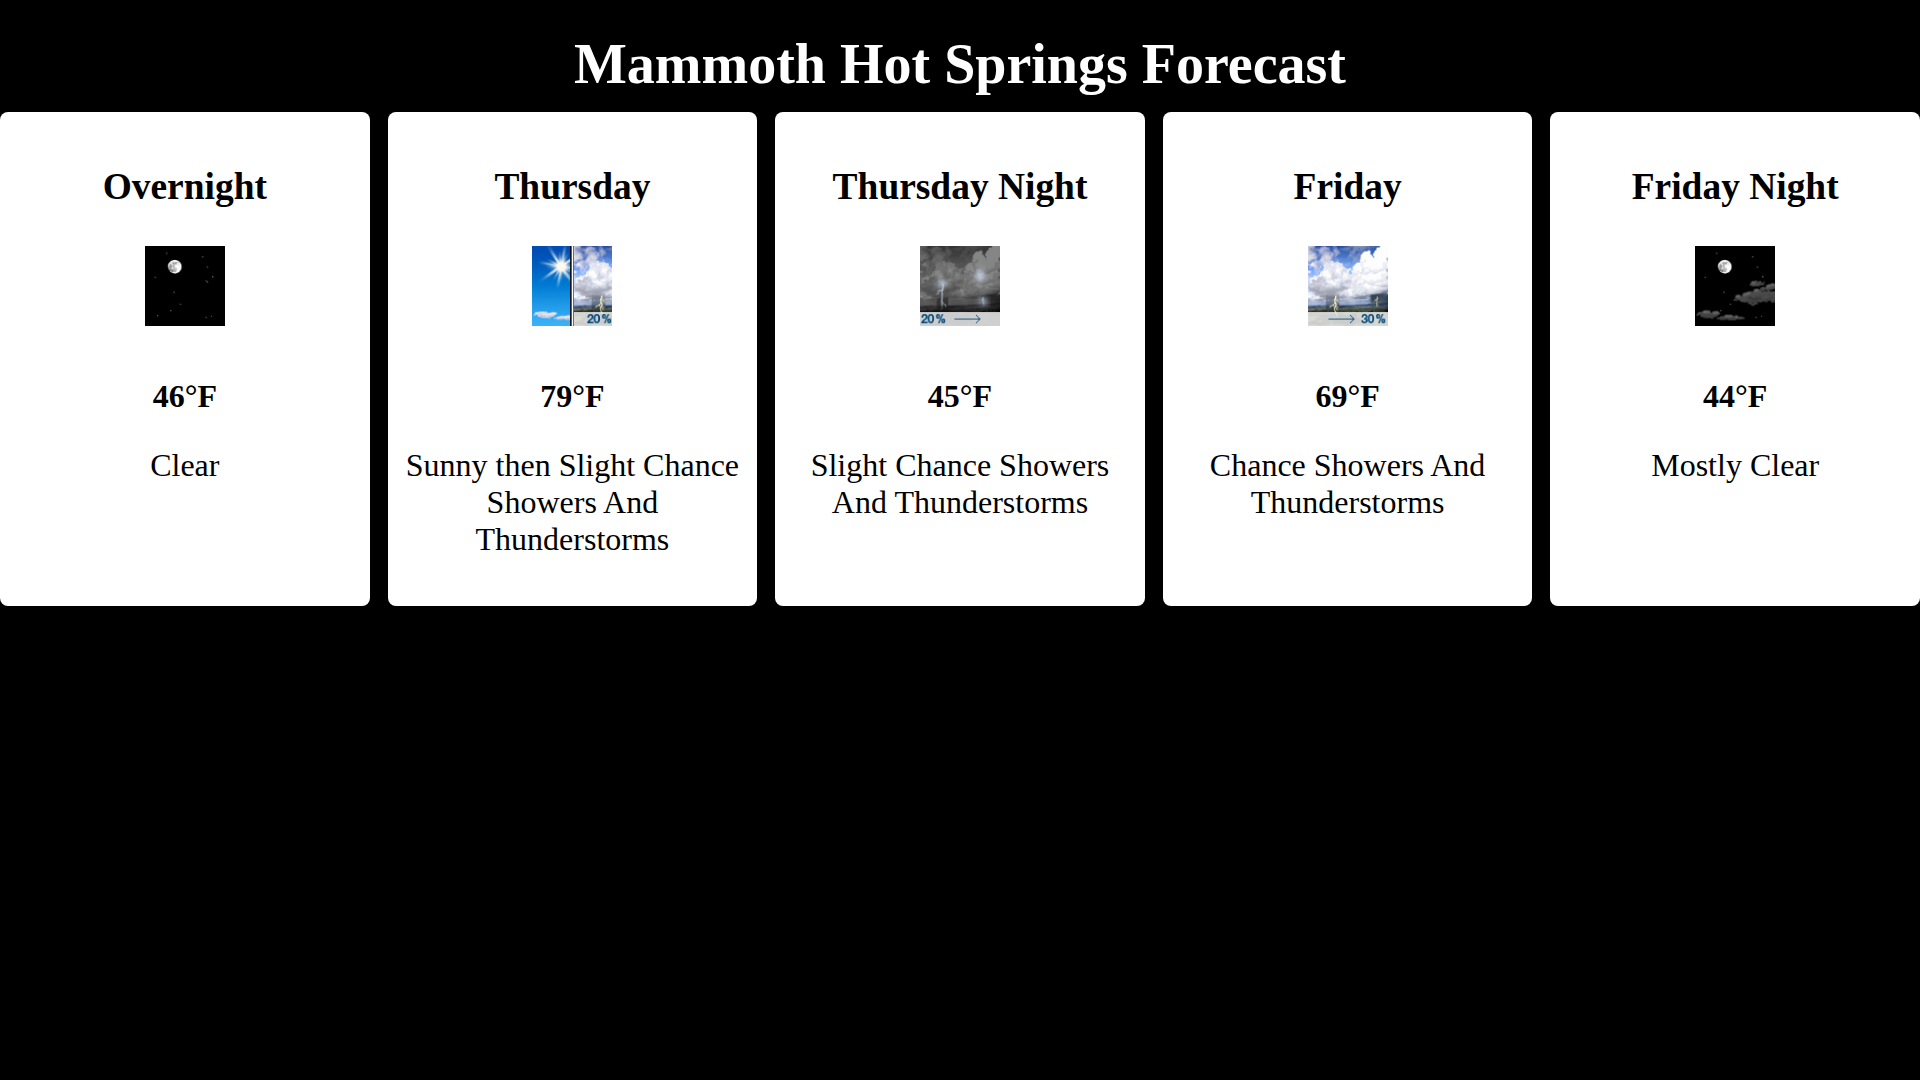 Mammoth Hot Springs Forecast
Overnight
46°F
Clear
Thursday
20%
79°F
Sunny then Slight Chance
Showers And
Thunderstorms
Thursday Night
20%
45°F
Slight Chance Showers
And Thunderstorms
Friday
30%
69°F
Chance Showers And
Thunderstorms
Friday Night
44°F
Mostly Clear